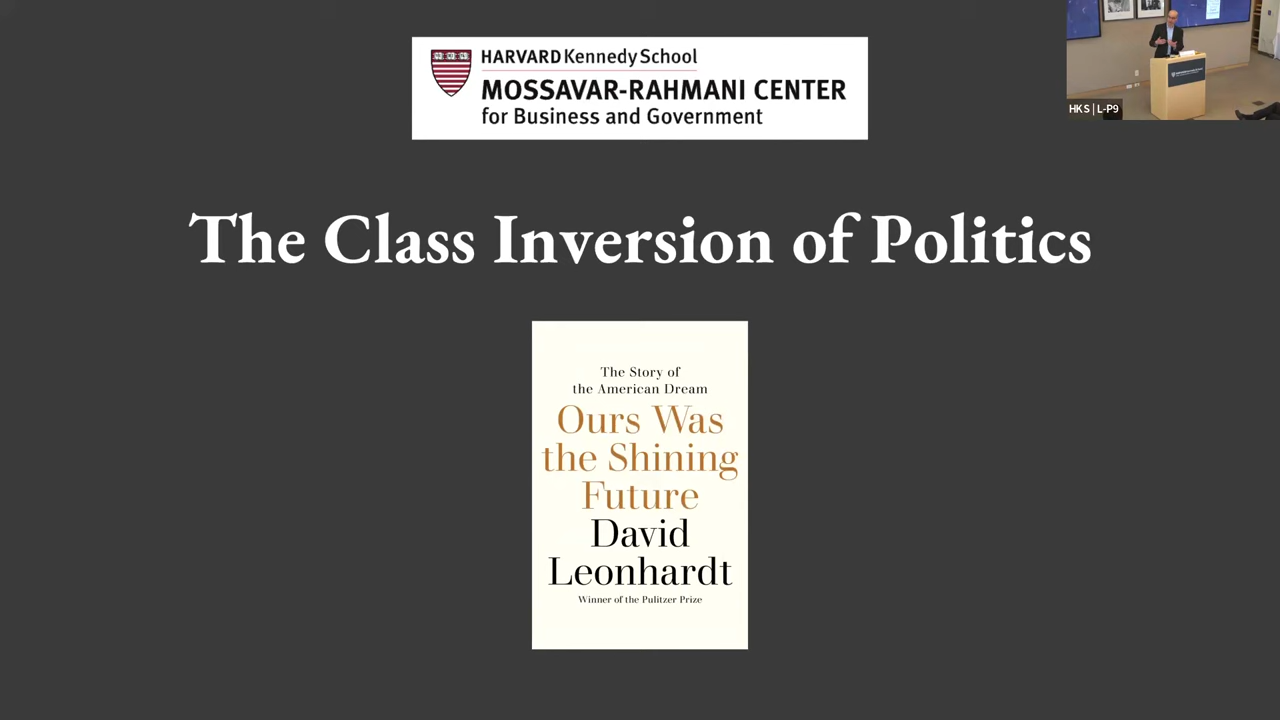 HARVARD Kennedy School
MOSSAVAR-RAHMANI CENTER
for Business and Government
HKS | L-P9
The Class Inversion of Politics
The Story of
the American Dream
Ours Was
the Shining
Future
David
Leonhardt
Winner of the Pulitzer Prize